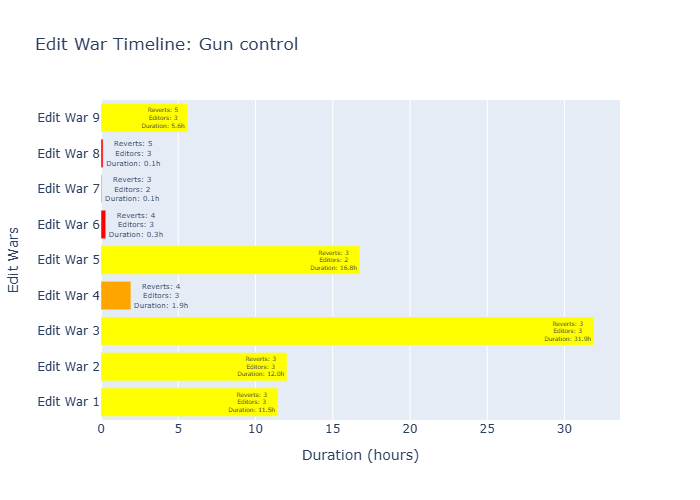 Edit War Timeline: Gun control
Edit Wars
Edit War 9
Reverts: 5
Editors: 3
Duration: 5.6h
Edit War 8
Reverts: 5
Editors: 3
Duration: 0.1h
Edit War 7
Reverts: 3
Editors: 2
Duration: 0.1h
Edit War 6
Reverts: 4
Editors: 3
Duration: 0.3h
Edit War 5
Reverts: 3
Editors: 2
Duration: 16.8h
Edit War 4
Reverts: 4
Editors: 3
Duration: 1.9h
Edit War 3
Reverts: 3
Editors: 3
Duration: 31.9h
Edit War 2
Reverts: 3
Editors: 3
Duration: 12.0h
Edit War 1
Reverts: 3
Editors: 3
Duration: 11.5h
0 5 10 15 20 25 30
Duration (hours)